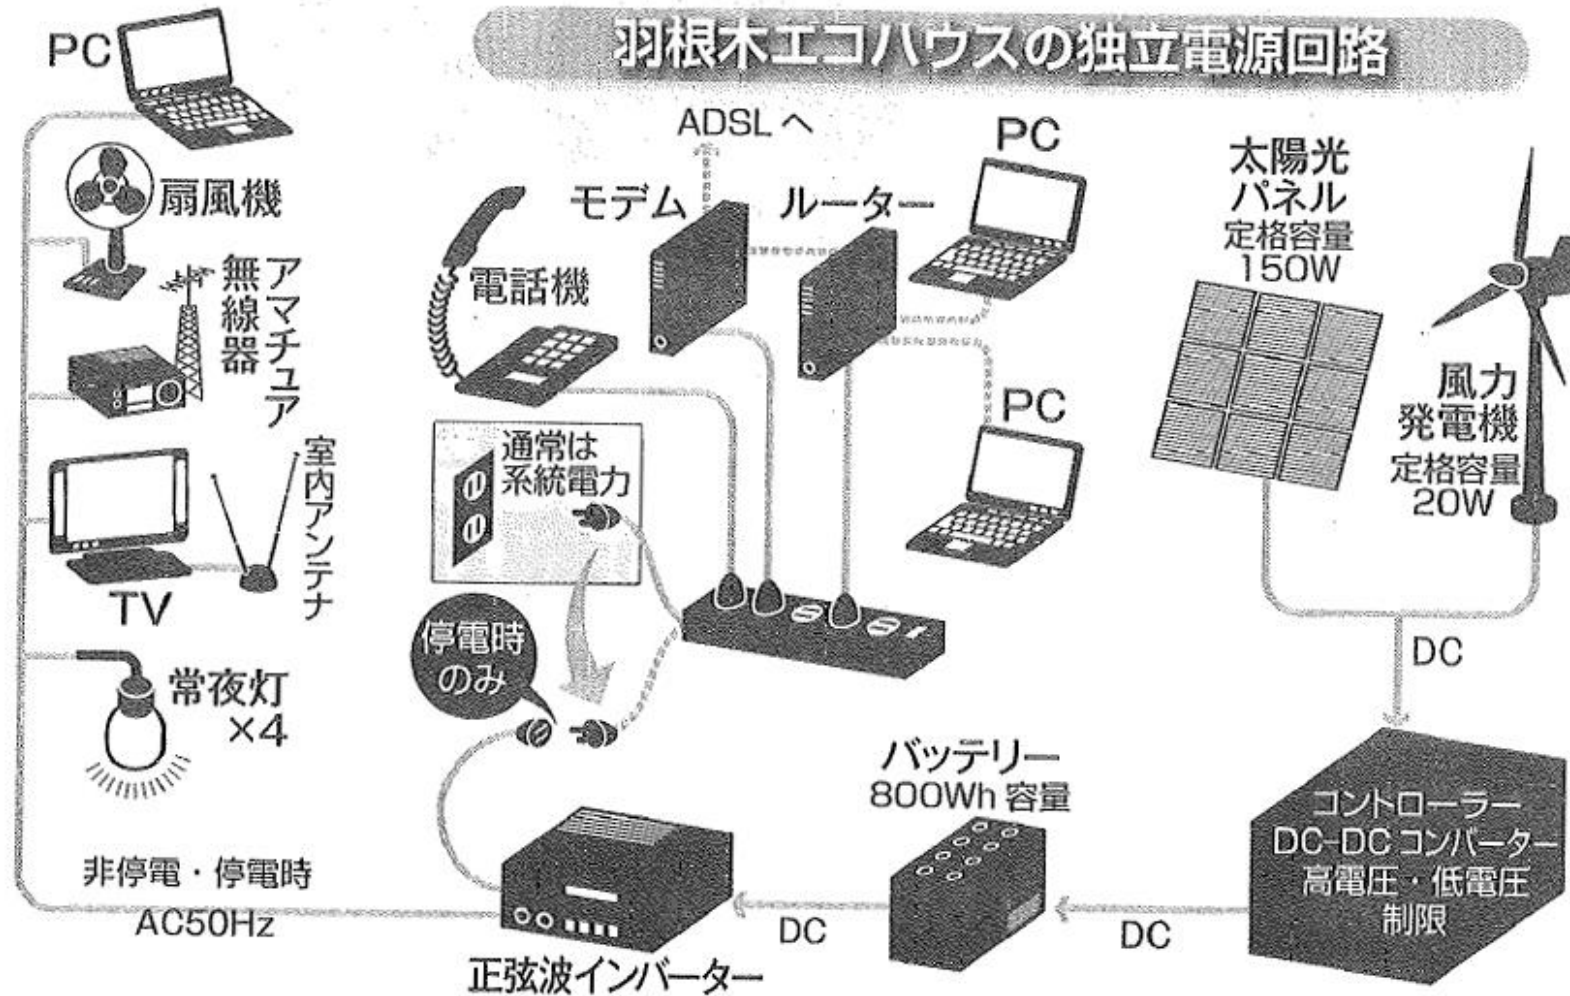 羽根木エコハウスの独立電源回路
PC
扇風機
アマチュア
無線器
TV
室内アンテナ
常夜灯
×4
非停電・停電時
AC50Hz
ADSLへ
モデム
ルーター
電話機
PC
PC
通常は
系統電力
停電時
のみ
正弦波インバーター
DC
バッテリー
800Wh 容量
DC
太陽光
パネル
定格容量
150W
風力
発電機
定格容量
20W
DC
コントローラー
DC-DC コンバーター
高電圧・低電圧
制限